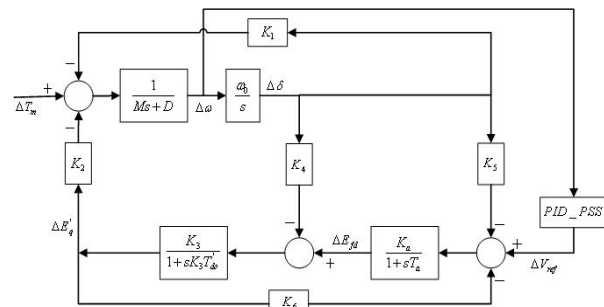 K₁
−
+
ΔTₘ
1
Ms + D
Δω
ω₀
s
Δδ
−
K₂
K₄
K₅
PID_PSS
ΔE'q
K₃
1 + sK₃T'do
−
+
ΔEfd
Kₐ
1 + sTₐ
−
+
ΔVref
−
K₆